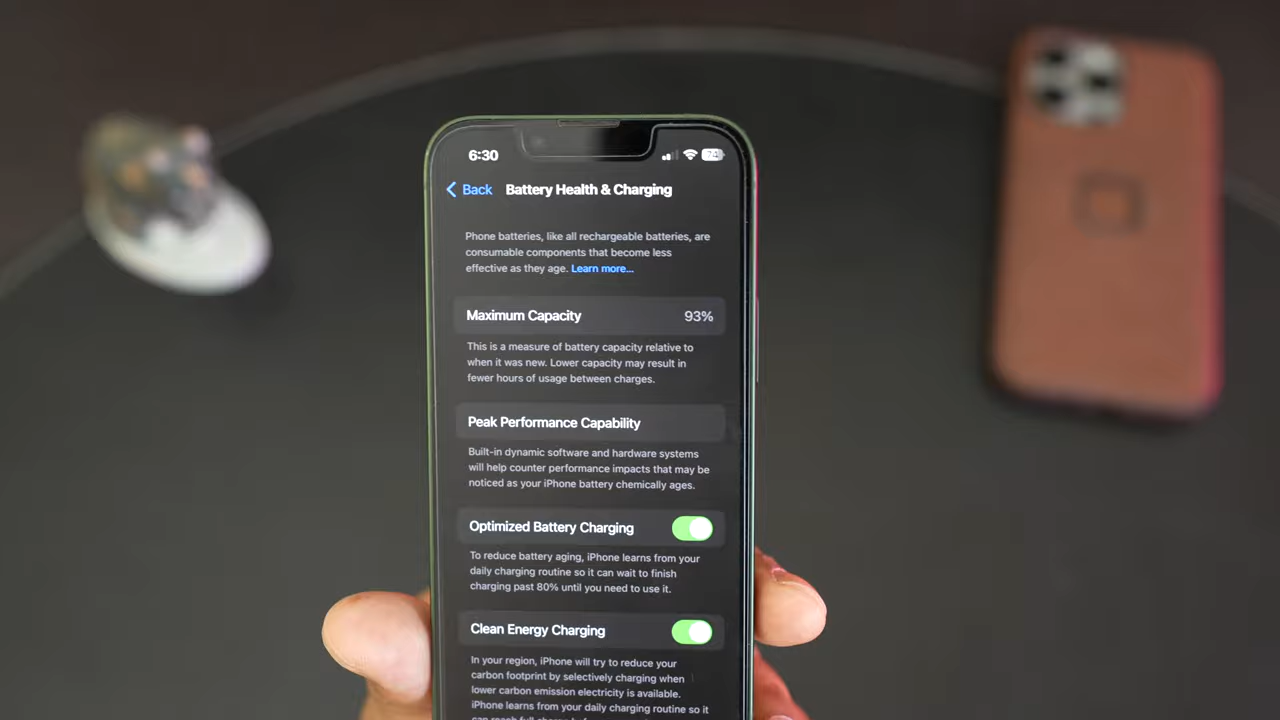 6:30
74
Back
Battery Health & Charging
Phone batteries, like all rechargeable batteries, are
consumable components that become less
effective as they age. Learn more...
Maximum Capacity 93%
This is a measure of battery capacity relative to
when it was new. Lower capacity may result in
fewer hours of usage between charges.
Peak Performance Capability
Built-in dynamic software and hardware systems
will help counter performance impacts that may be
noticed as your iPhone battery chemically ages.
Optimized Battery Charging
To reduce battery aging, iPhone learns from your
daily charging routine so it can wait to finish
charging past 80% until you need to use it.
Clean Energy Charging
In your region, iPhone will try to reduce your
carbon footprint by selectively charging when
lower carbon emission electricity is available.
iPhone learns from your daily charging routine so it
can reach full charge before